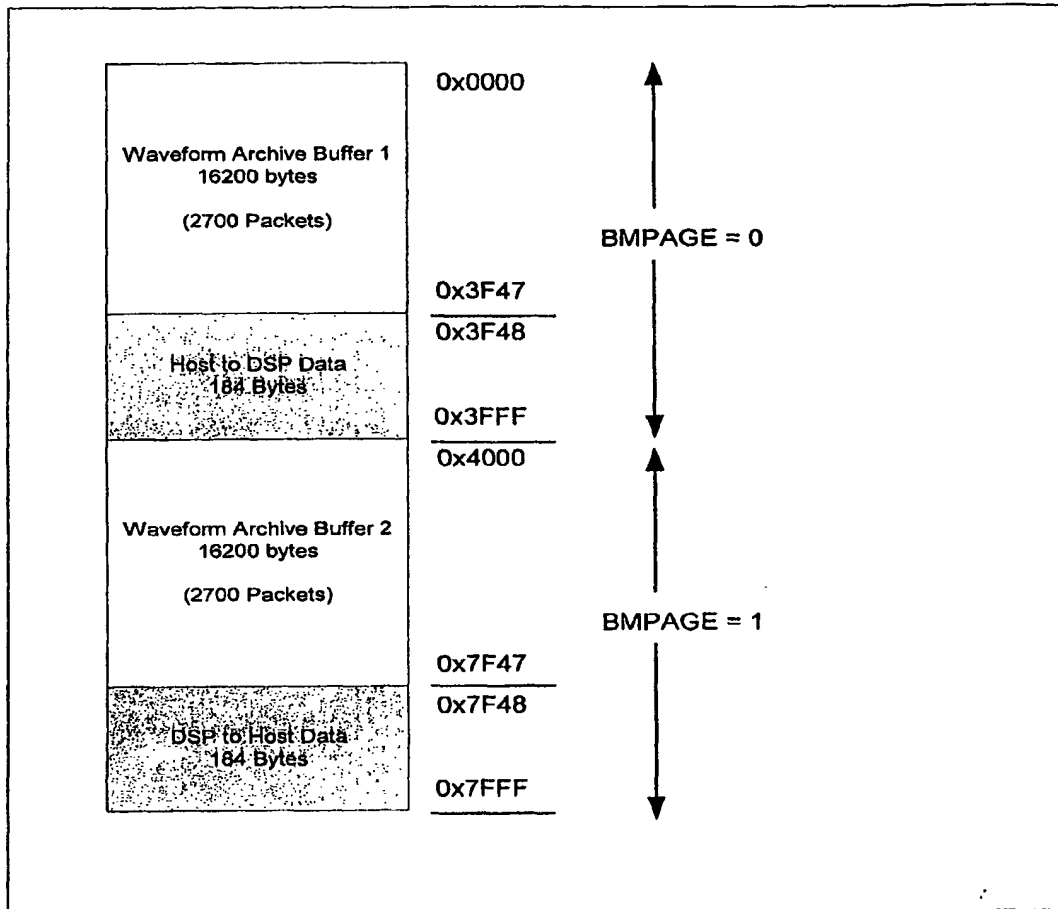 0x0000
Waveform Archive Buffer 1
16200 bytes
(2700 Packets)
BMPAGE = 0
0x3F47
0x3F48
Host to DSP Data
184 Bytes
0x3FFF
0x4000
Waveform Archive Buffer 2
16200 bytes
(2700 Packets)
BMPAGE = 1
0x7F47
0x7F48
DSP to Host Data
184 Bytes
0x7FFF